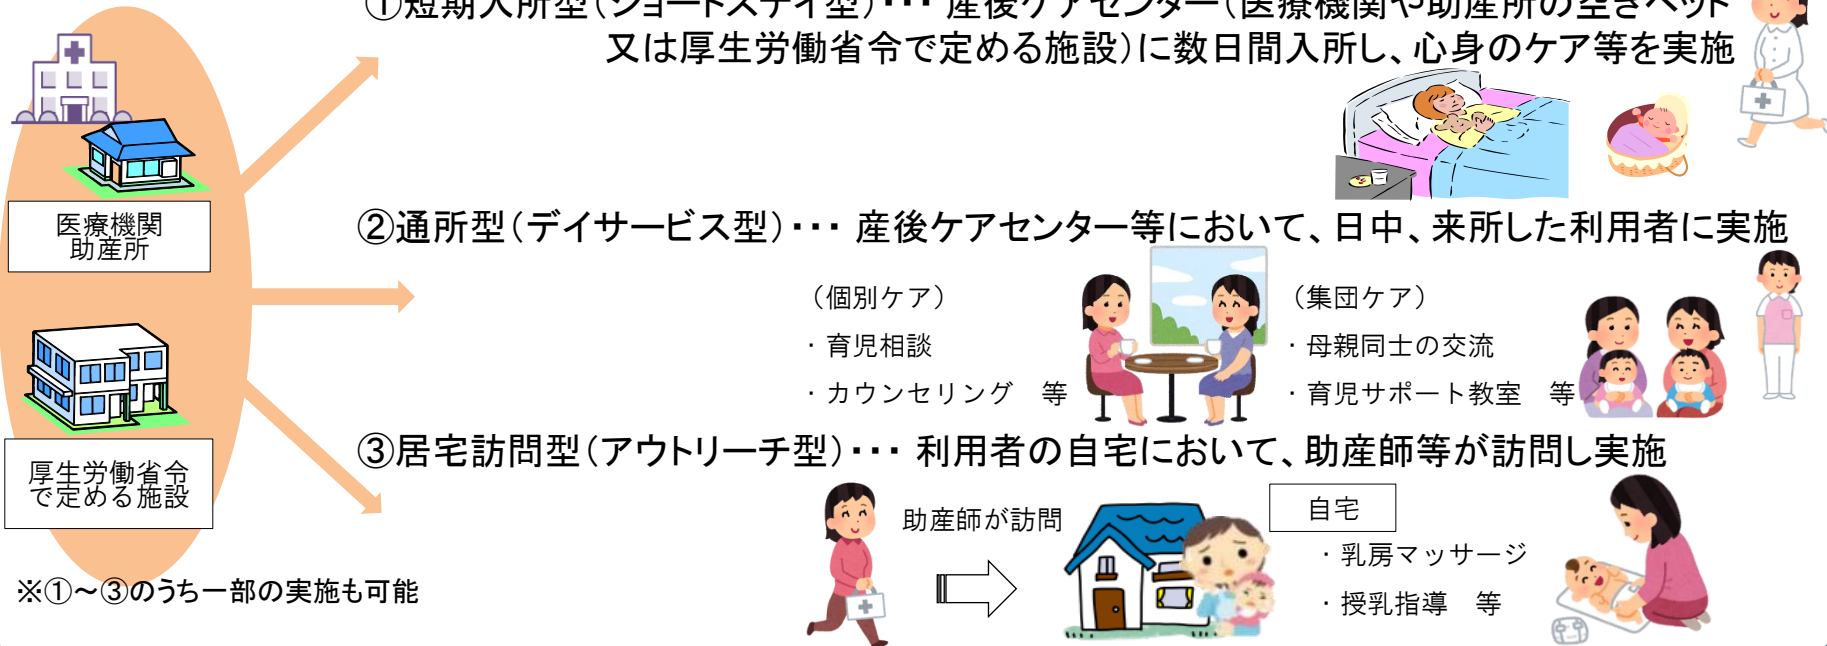 ①短期入所型（ショートステイ型）・・・ 産後ケアセンター（医療機関や助産所の空きベッド
又は厚生労働省令で定める施設）に数日間入所し、心身のケア等を実施
医療機関
助産所
②通所型（デイサービス型）・・・ 産後ケアセンター等において、日中、来所した利用者に実施
（個別ケア）
・育児相談
・カウンセリング　等
（集団ケア）
・母親同士の交流
・育児サポート教室　等
③居宅訪問型（アウトリーチ型）・・・ 利用者の自宅において、助産師等が訪問し実施
厚生労働省令
で定める施設
助産師が訪問
自宅
・乳房マッサージ
・授乳指導　等
※①～③のうち一部の実施も可能